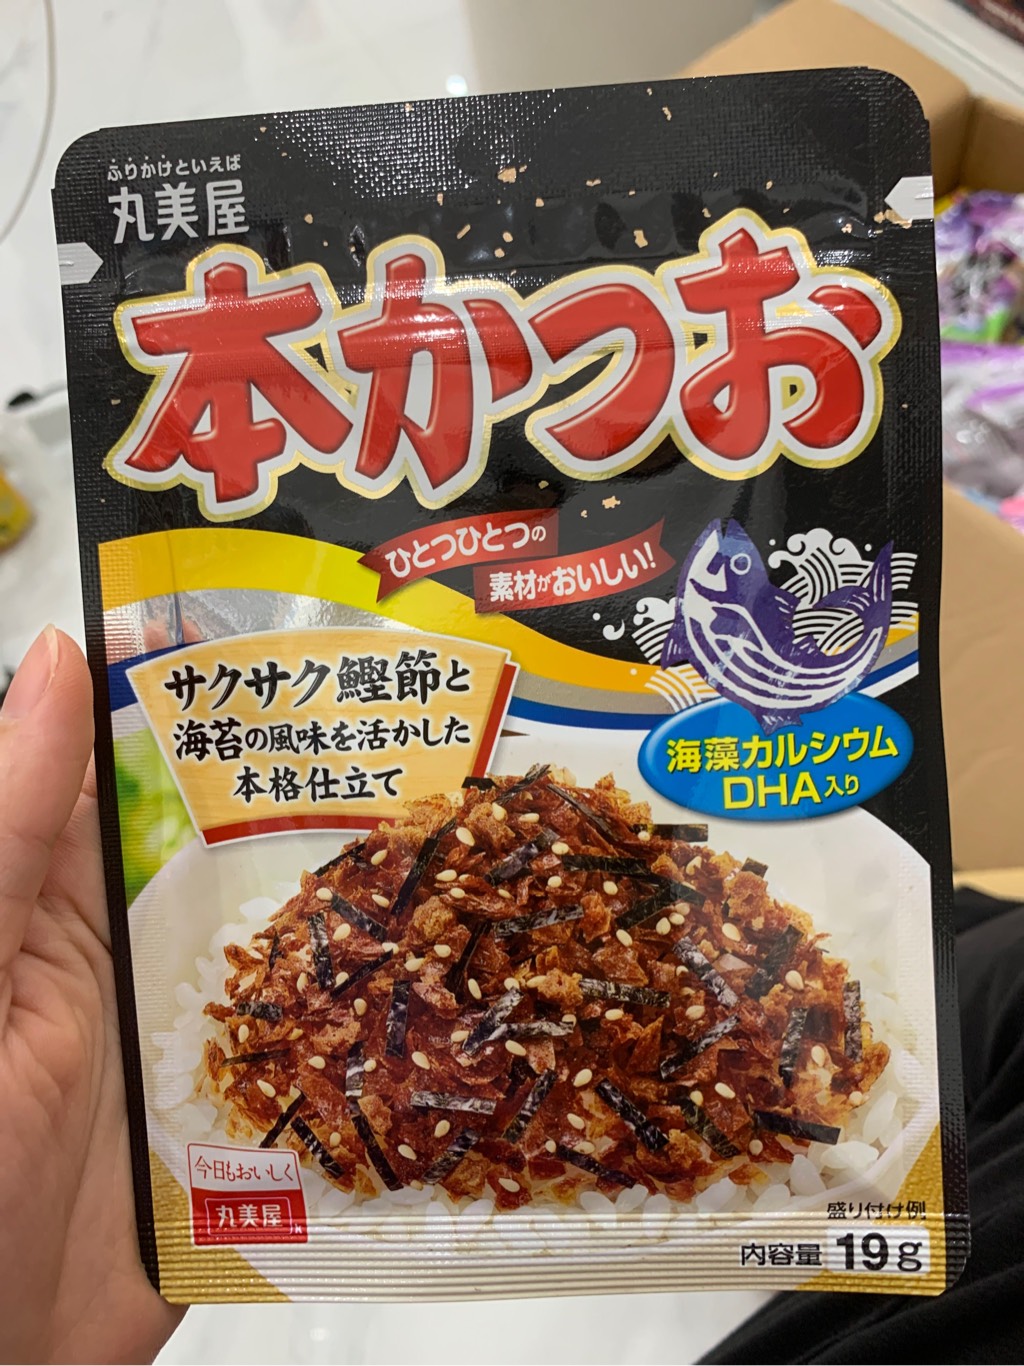 ふりかけといえば
丸美屋
本かつお
ひとつひとつの
素材がおいしい!
サクサク鰹節と
海苔の風味を活かした
本格仕立て
海藻カルシウム
DHA入り
今日もおいしく
丸美屋
盛り付け例
内容量 19g